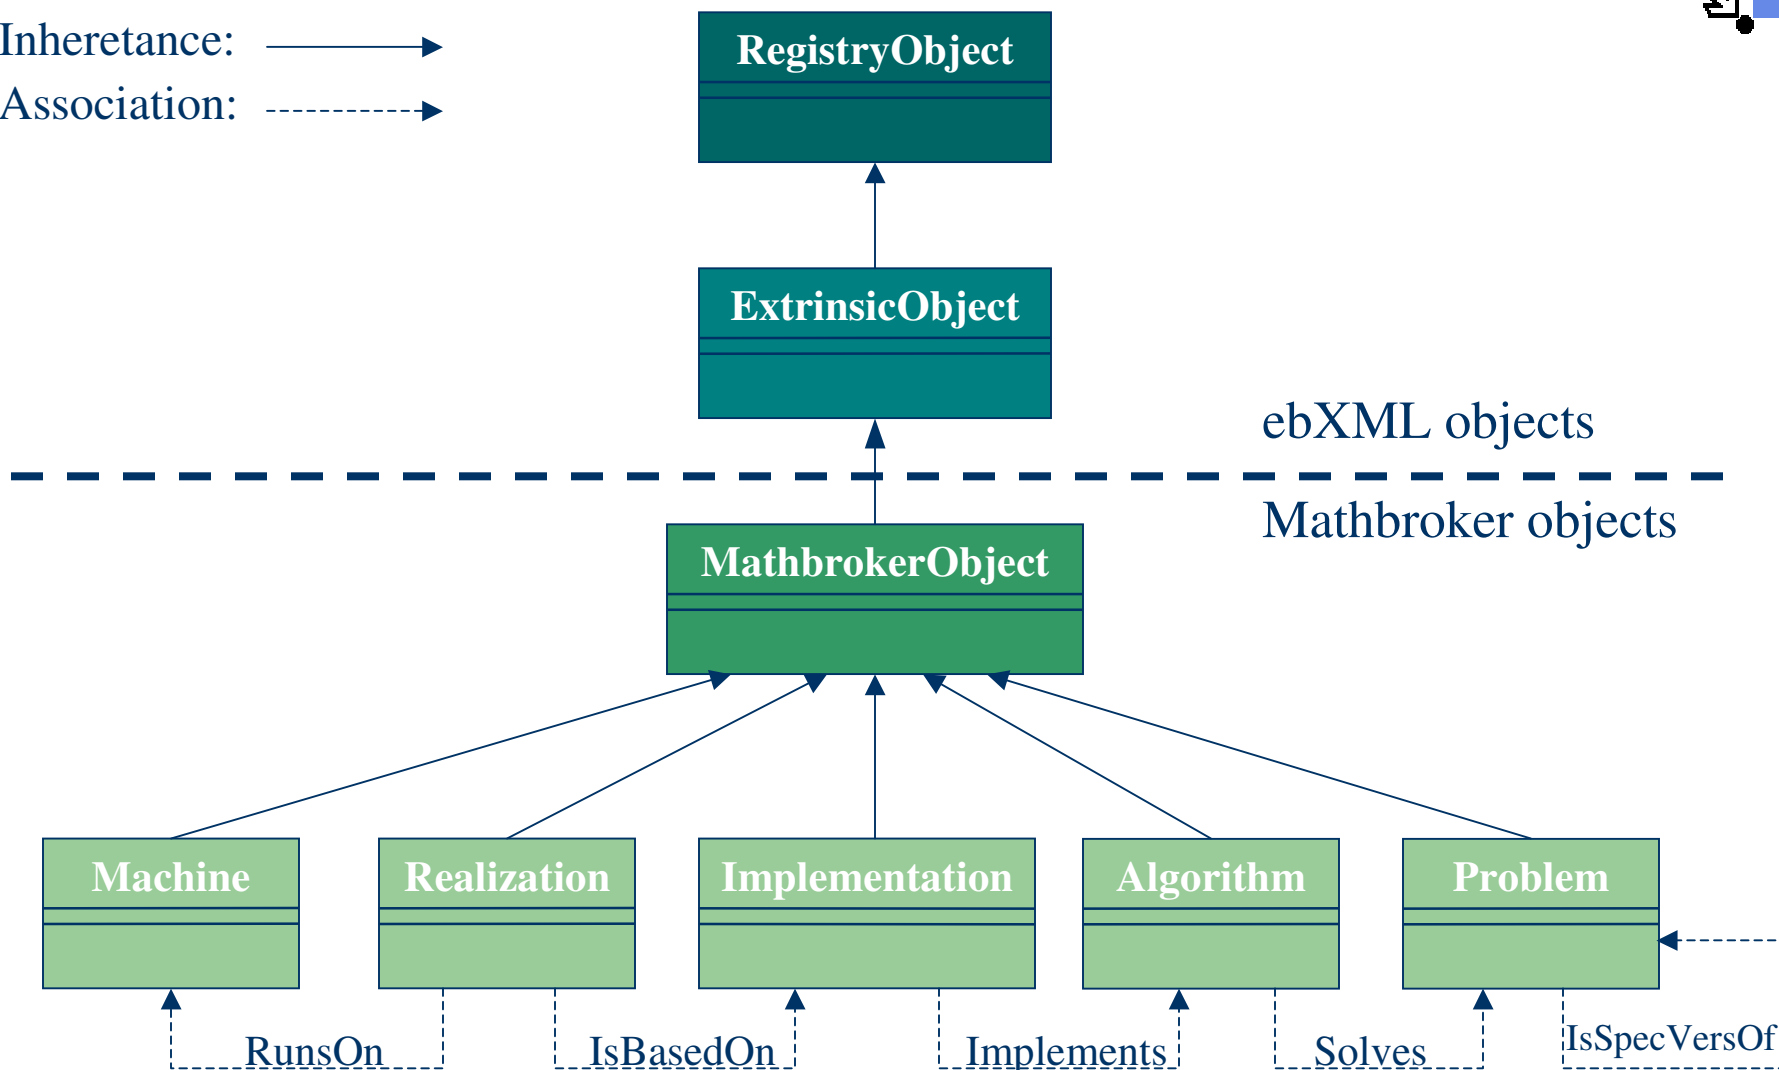 Inheretance:
Association:
RegistryObject
ExtrinsicObject
ebXML objects
Mathbroker objects
MathbrokerObject
Machine
Realization
Implementation
Algorithm
Problem
RunsOn
IsBasedOn
Implements
Solves
IsSpecVersOf